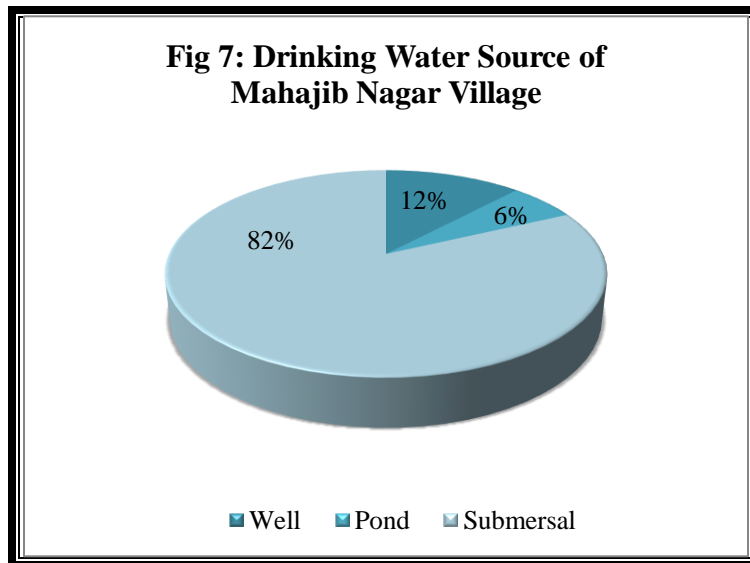 Fig 7: Drinking Water Source of
Mahajib Nagar Village
12%
6%
82%
Well Pond Submersal